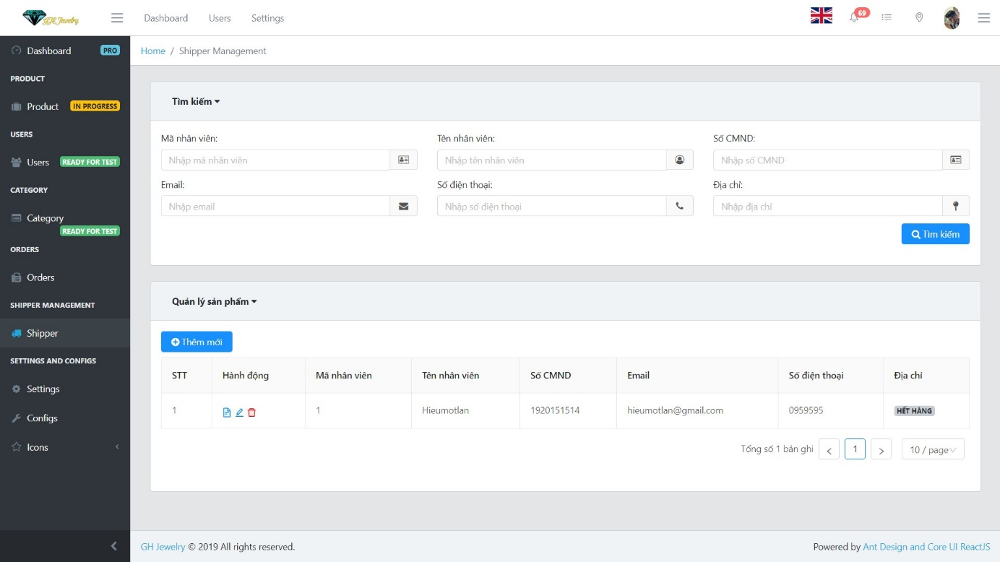 GH Jewelry
Dashboard Users Settings 69
Dashboard PRO
Home / Shipper Management
PRODUCT
Product IN PROGRESS
USERS
Users READY FOR TEST
CATEGORY
Category
READY FOR TEST
ORDERS
Orders
SHIPPER MANAGEMENT
Shipper
SETTINGS AND CONFIGS
Settings
Configs
Icons
Tìm kiếm
Mã nhân viên: Tên nhân viên: Số CMND:
Nhập mã nhân viên Nhập tên nhân viên Nhập số CMND
Email: Số điện thoại: Địa chỉ:
Nhập email Nhập số điện thoại Nhập địa chỉ
Tìm kiếm
Quản lý sản phẩm
Thêm mới
STT Hành động Mã nhân viên Tên nhân viên Số CMND Email Số điện thoại Địa chỉ
1 1 Hieumotlan 1920151514 hieumotlan@gmail.com 0959595 HẾT HÀNG
Tổng số 1 bản ghi < 1 > 10 / page
GH Jewelry © 2019 All rights reserved. Powered by Ant Design and Core UI ReactJS